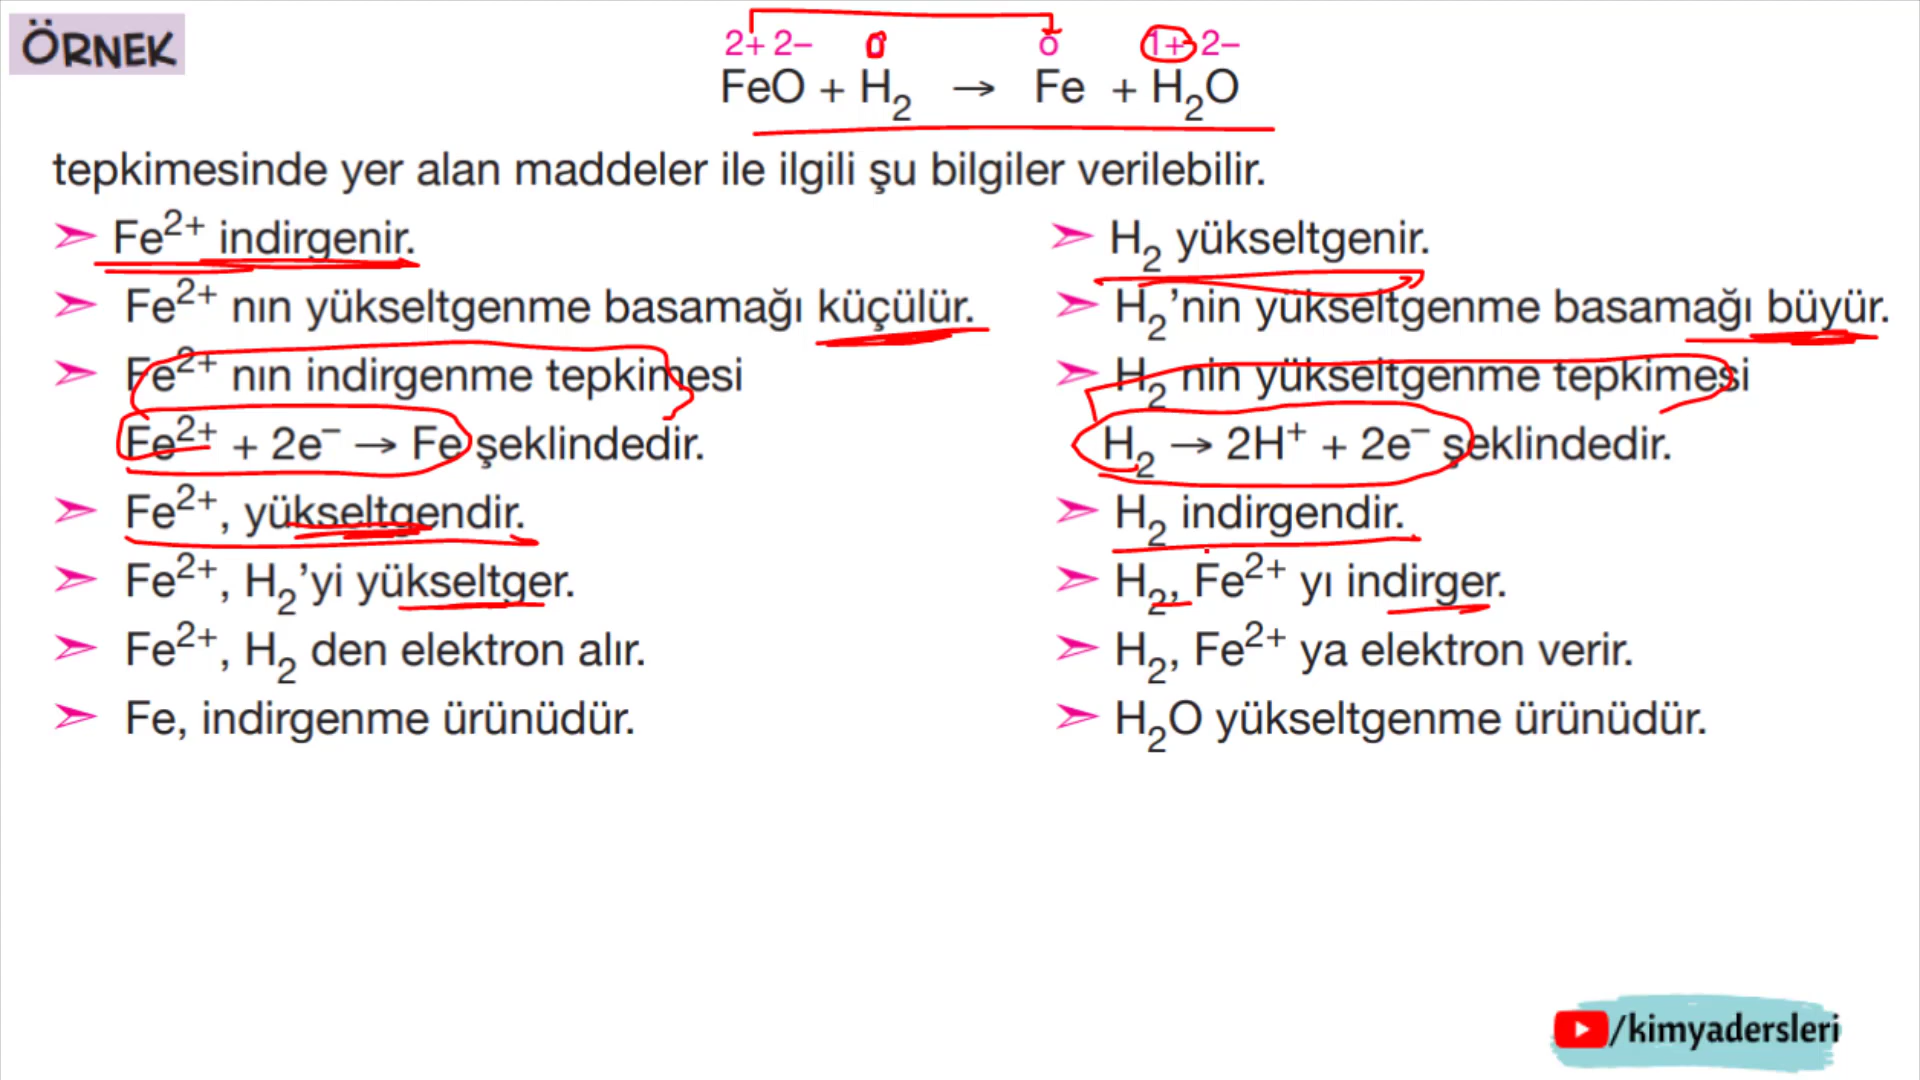 ÖRNEK
2+ 2– 0 0 1+ 2–
FeO + H₂ → Fe + H₂O
tepkimesinde yer alan maddeler ile ilgili şu bilgiler verilebilir.
➢ Fe²⁺ indirgenir.
➢ Fe²⁺ nın yükseltgenme basamağı küçülür.
➢ Fe²⁺ nın indirgenme tepkimesi
Fe²⁺ + 2e⁻ → Fe şeklindedir.
➢ Fe²⁺, yükseltgendir.
➢ Fe²⁺, H₂’yi yükseltger.
➢ Fe²⁺, H₂ den elektron alır.
➢ Fe, indirgenme ürünüdür.
➢ H₂ yükseltgenir.
➢ H₂’nin yükseltgenme basamağı büyür.
➢ H₂ nin yükseltgenme tepkimesi
H₂ → 2H⁺ + 2e⁻ şeklindedir.
➢ H₂ indirgendir.
➢ H₂, Fe²⁺ yı indirger.
➢ H₂, Fe²⁺ ya elektron verir.
➢ H₂O yükseltgenme ürünüdür.
/kimyadersleri